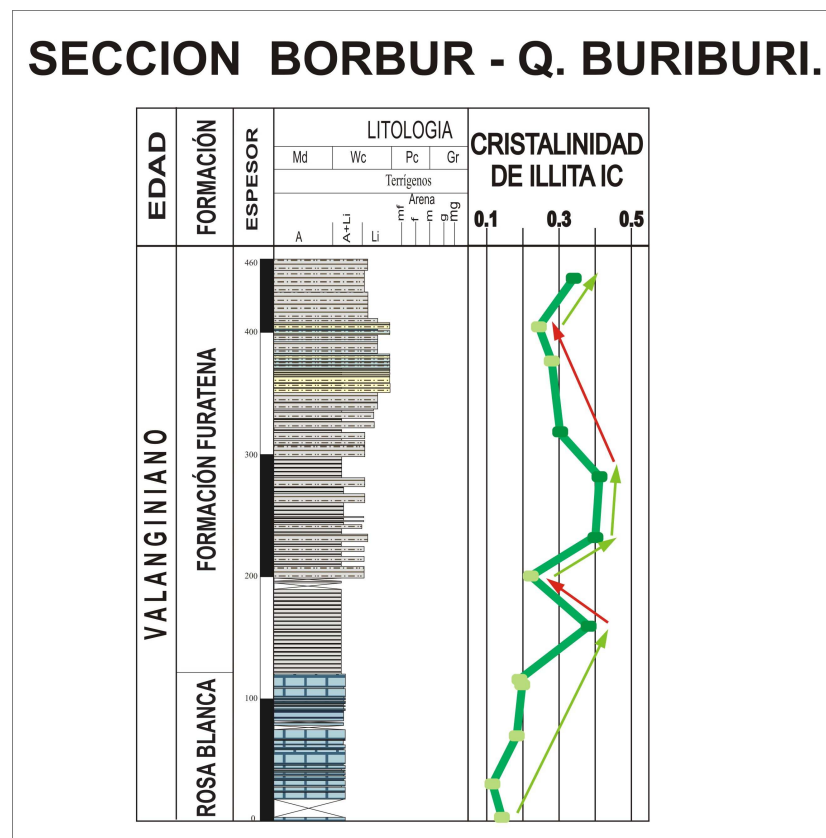 SECCION BORBUR - Q. BURIBURI.
EDAD
FORMACIÓN
ESPESOR
LITOLOGIA
Md Wc Pc Gr
Terrígenos
Arena
A A+Li Li mf f m g mg
CRISTALINIDAD
DE ILLITA IC
0.1 0.3 0.5
VALANGINIANO
FORMACIÓN FURATENA
ROSA BLANCA
460
400
300
200
100
0